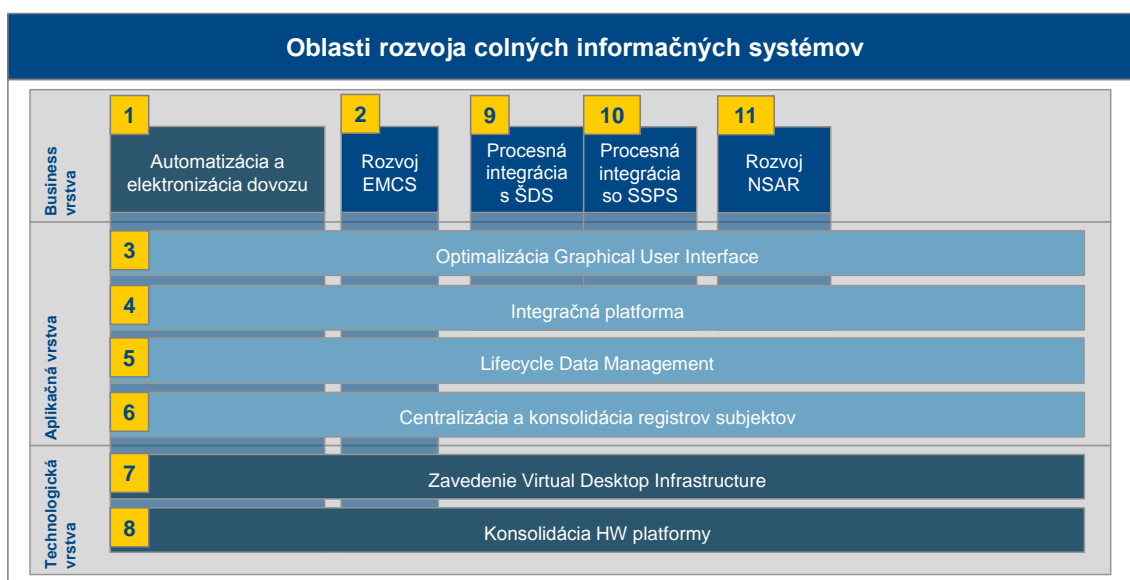 Oblasti rozvoja colných informačných systémov
Business
vrstva
1
Automatizácia a
elektronizácia dovozu
2
Rozvoj
EMCS
9
Procesná
integrácia
s ŠDS
10
Procesná
integrácia
so SSPS
11
Rozvoj
NSAR
Aplikačná vrstva
3
Optimalizácia Graphical User Interface
4
Integračná platforma
5
Lifecycle Data Management
6
Centralizácia a konsolidácia registrov subjektov
Technologická
vrstva
7
Zavedenie Virtual Desktop Infrastructure
8
Konsolidácia HW platformy